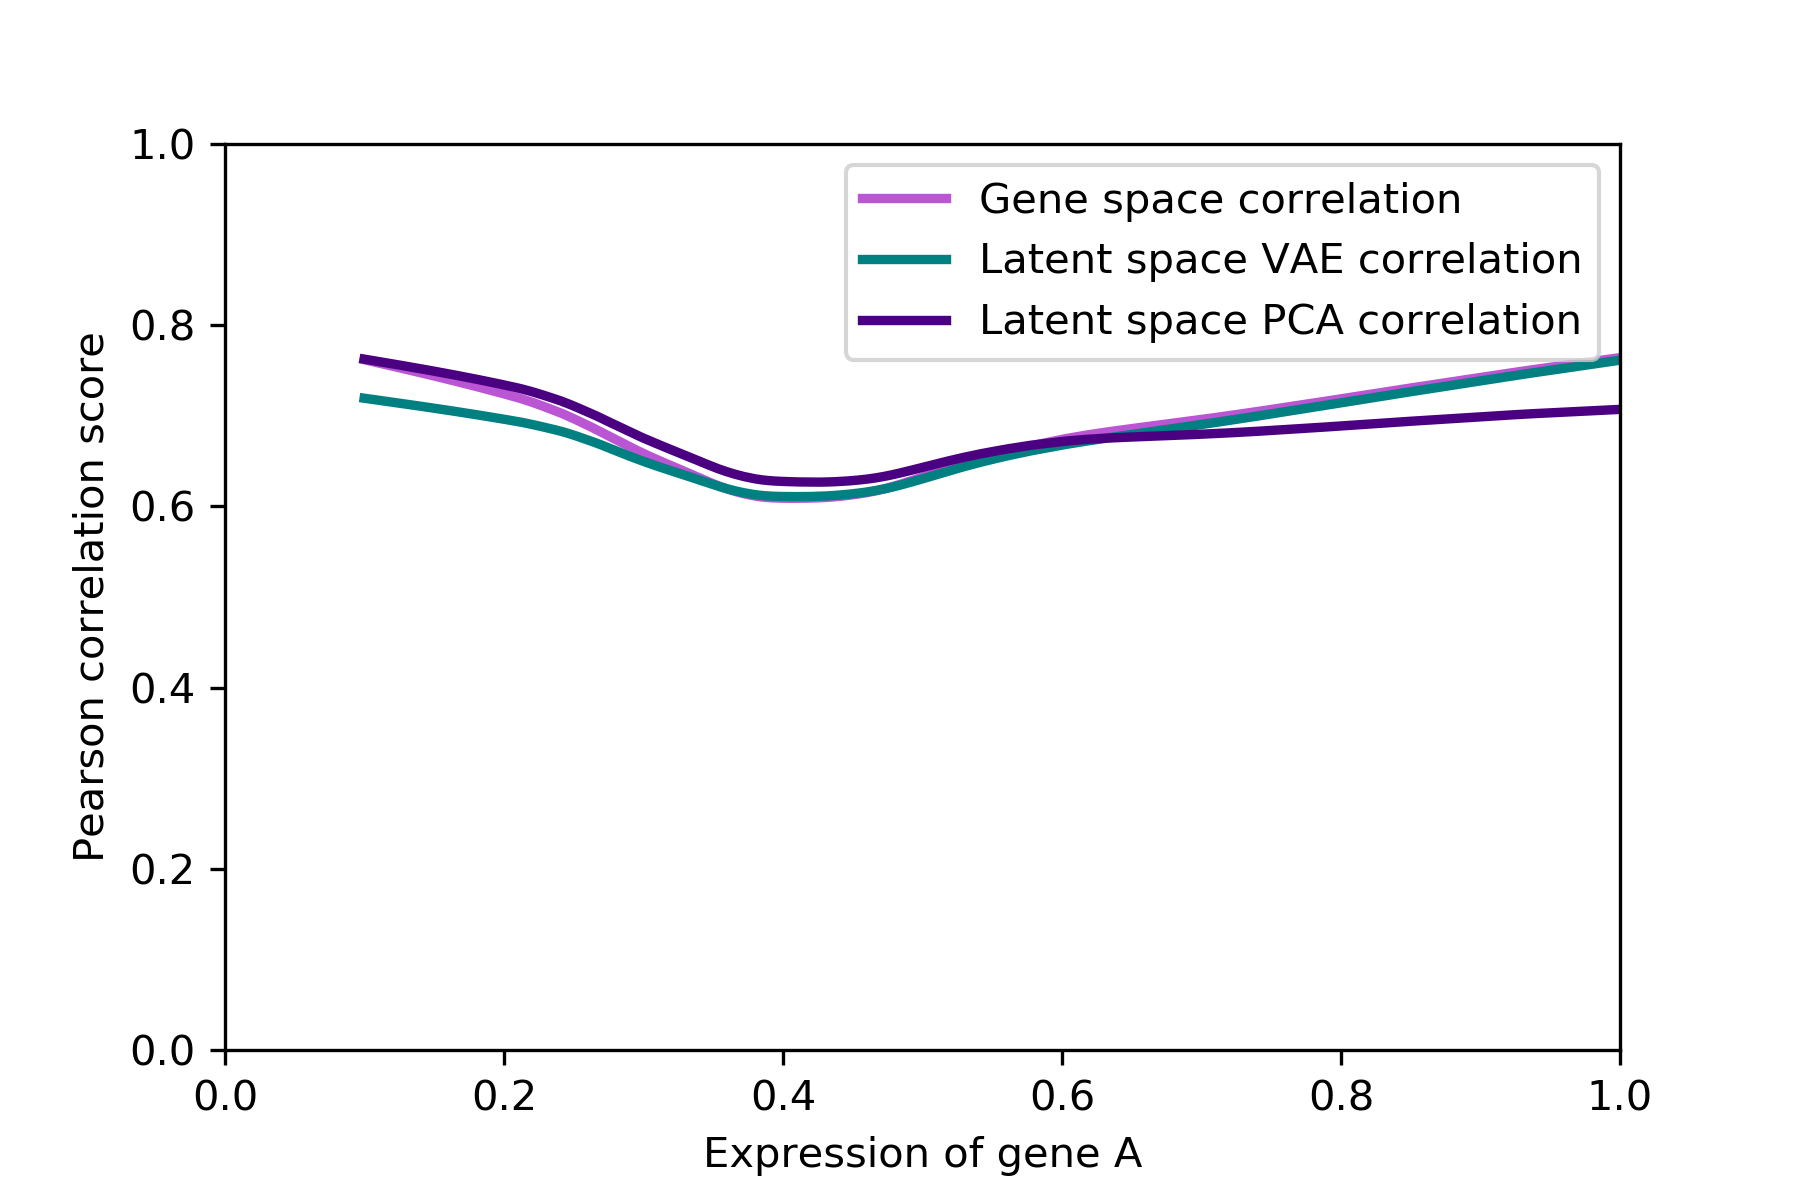 1.0
0.8
0.6
0.4
0.2
0.0
Pearson correlation score
Gene space correlation
Latent space VAE correlation
Latent space PCA correlation
0.0 0.2 0.4 0.6 0.8 1.0
Expression of gene A